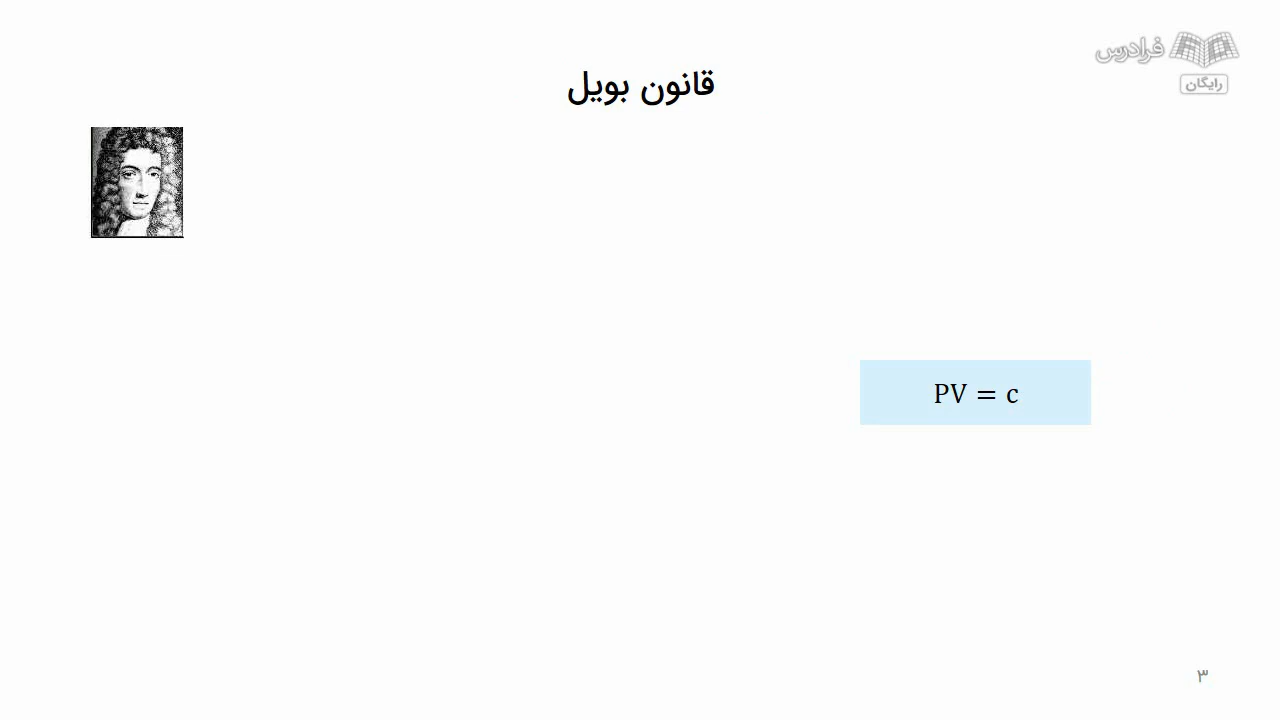 فرادرس
رایگان
قانون بویل
PV = c
۳